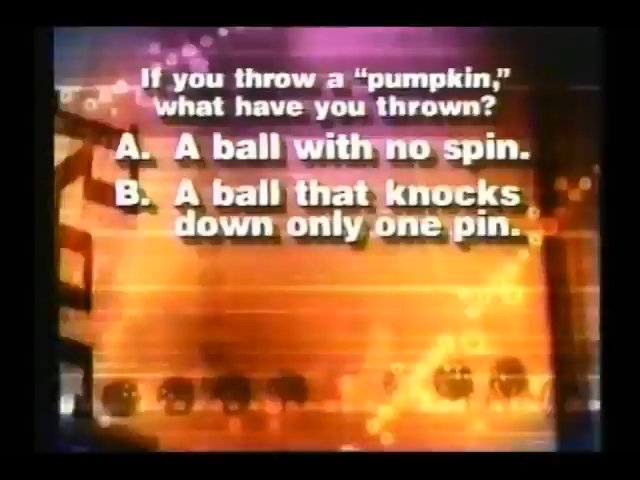 If you throw a “pumpkin,”
what have you thrown?
A. A ball with no spin.
B. A ball that knocks
down only one pin.